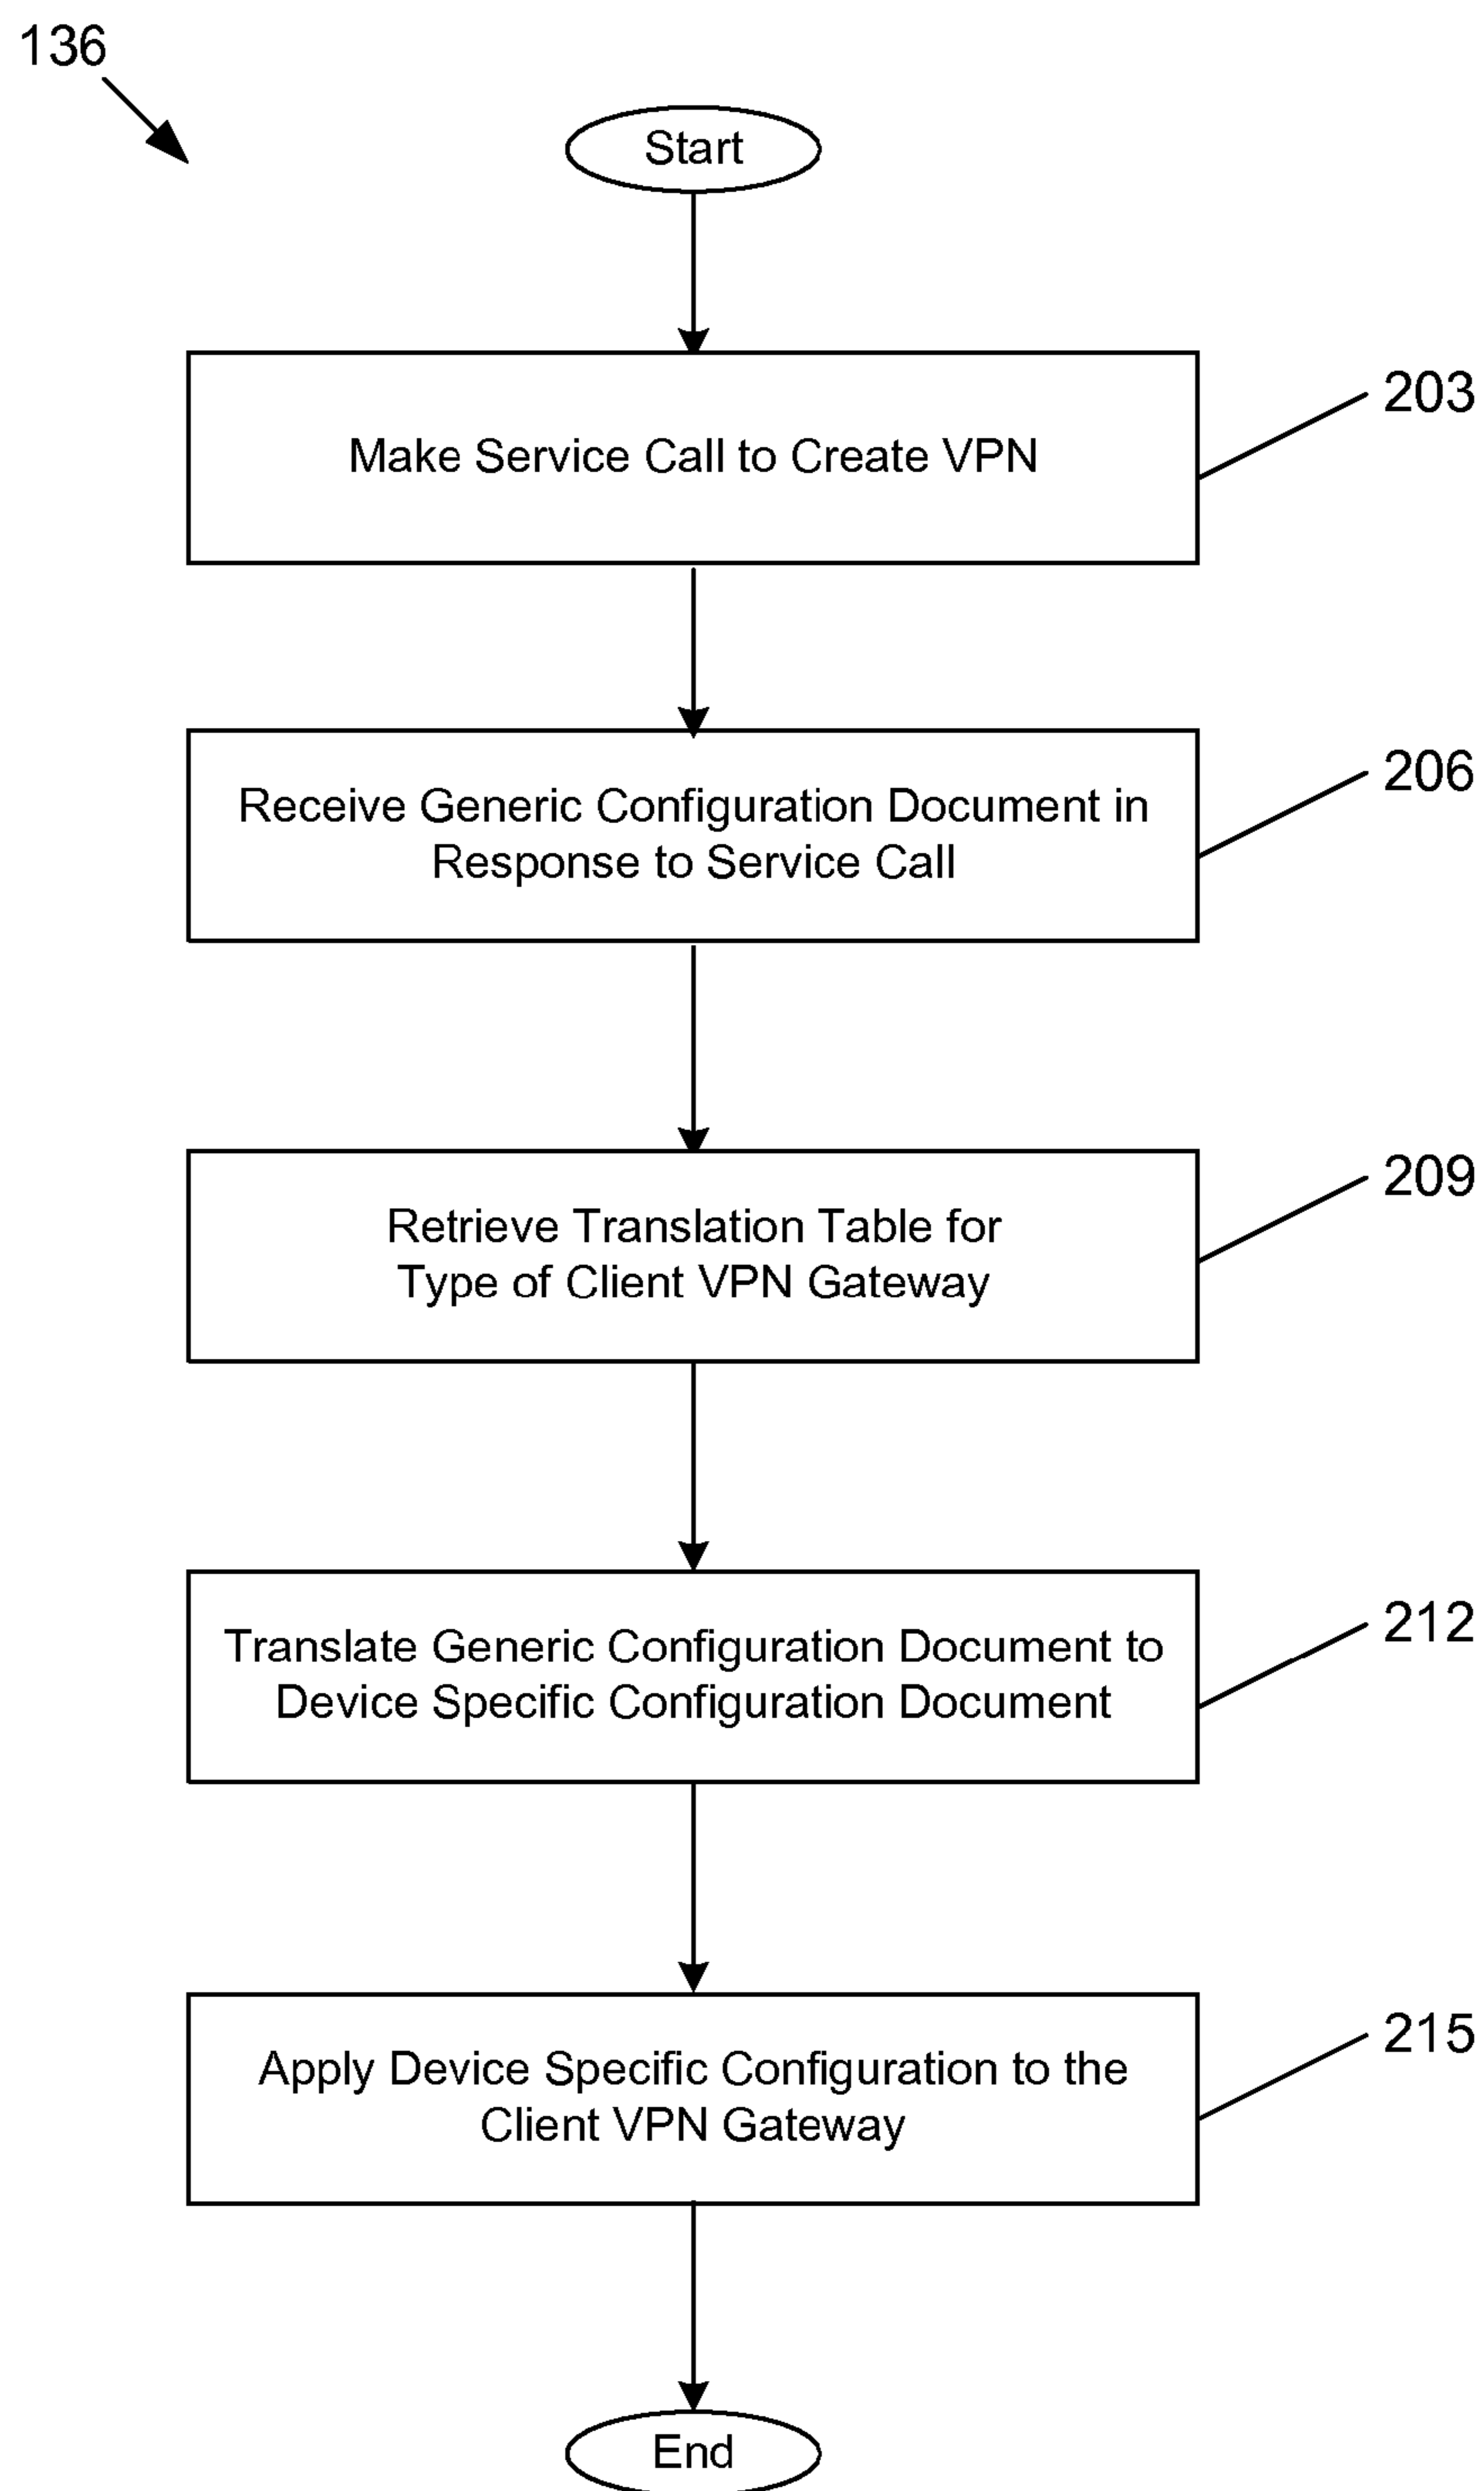 136
Start
Make Service Call to Create VPN
203
Receive Generic Configuration Document in
Response to Service Call
206
Retrieve Translation Table for
Type of Client VPN Gateway
209
Translate Generic Configuration Document to
Device Specific Configuration Document
212
Apply Device Specific Configuration to the
Client VPN Gateway
215
End